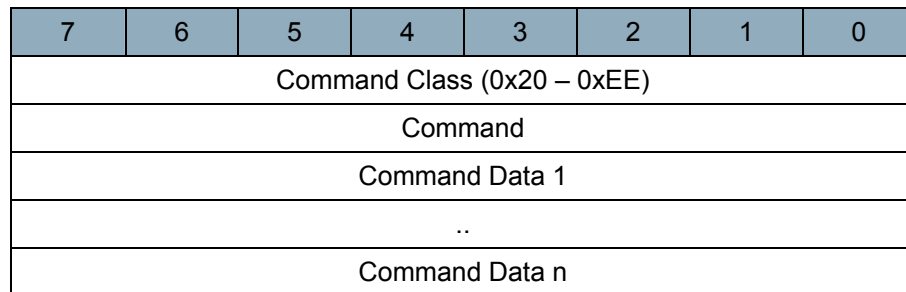 7 6 5 4 3 2 1 0
Command Class (0x20 – 0xEE)
Command
Command Data 1
..
Command Data n